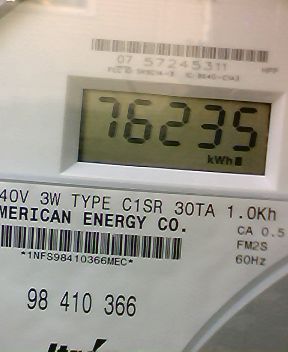 07 57245311
76235
kWh
40V 3W TYPE C1SR 30TA 1.0Kh
MERICAN ENERGY CO.
CA 0.5
FM2S
60Hz
*1NFS98410366MEC*
98 410 366